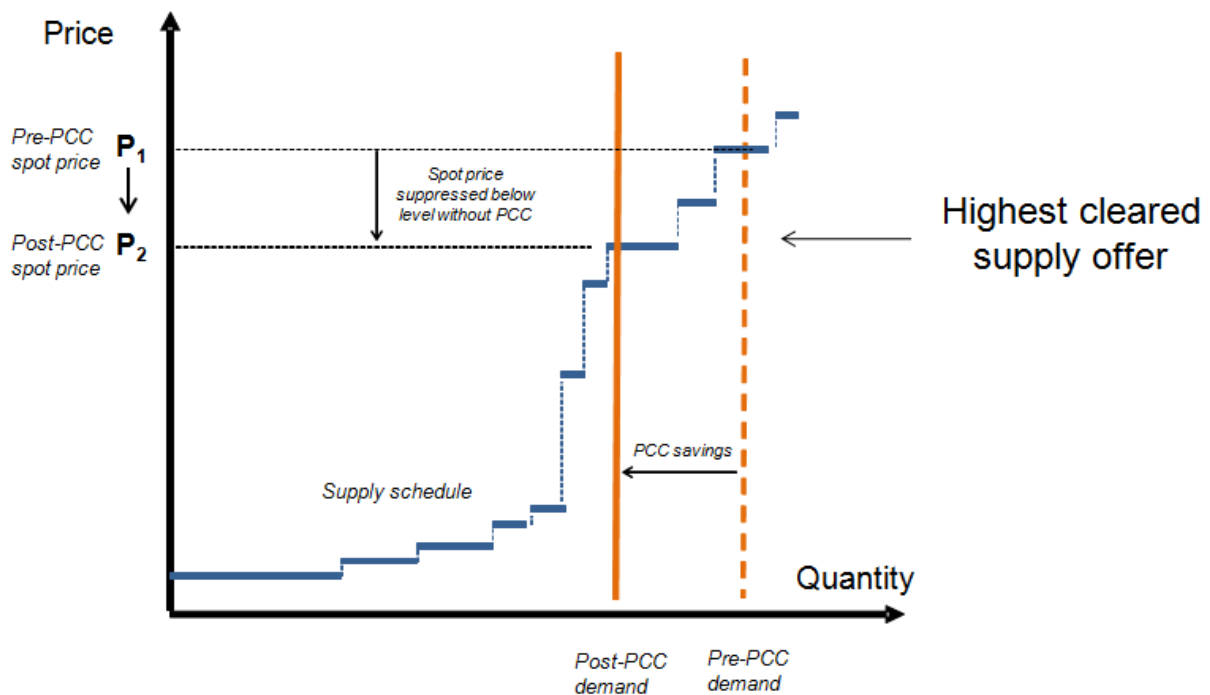 Price
Pre-PCC
spot price
P1
Spot price
suppressed below
level without PCC
Post-PCC
spot price
P2
Highest cleared
supply offer
PCC savings
Supply schedule
Quantity
Post-PCC
demand
Pre-PCC
demand